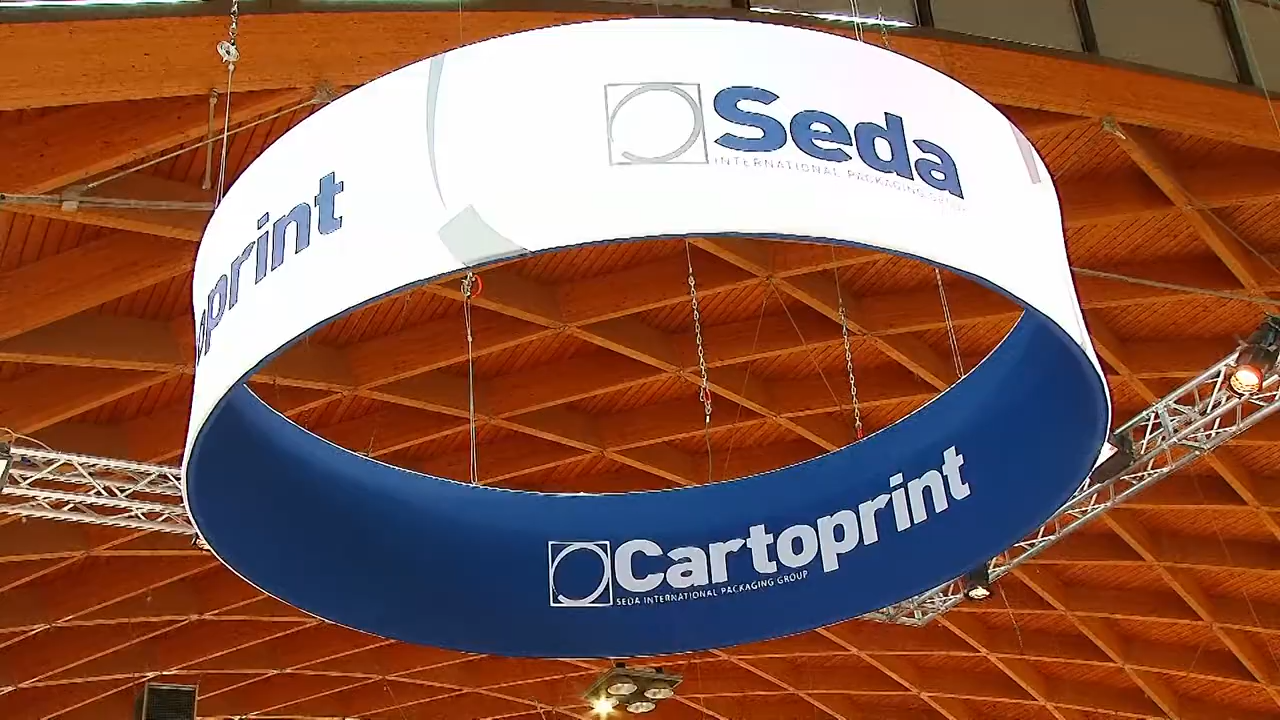 Seda
INTERNATIONAL PACKAGING GROUP
print
Cartoprint
SEDA INTERNATIONAL PACKAGING GROUP